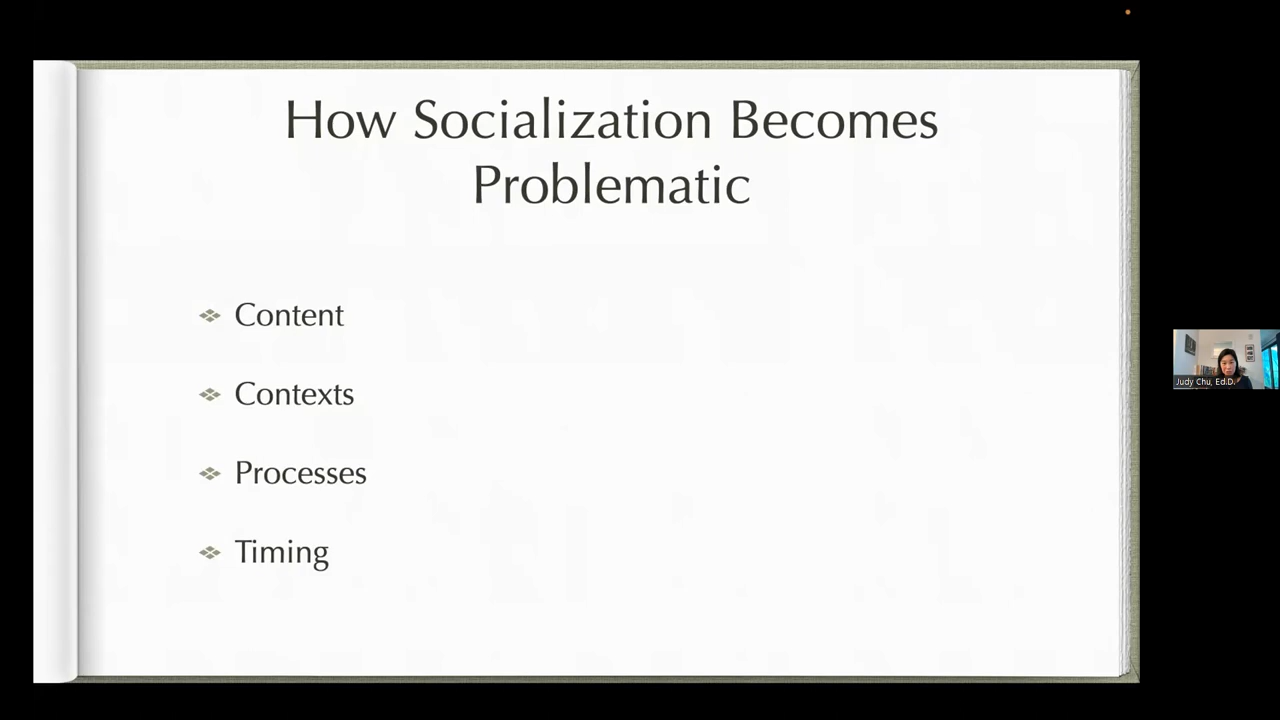 How Socialization Becomes
Problematic
Content
Contexts
Processes
Timing
Judy Chu, Ed.D.